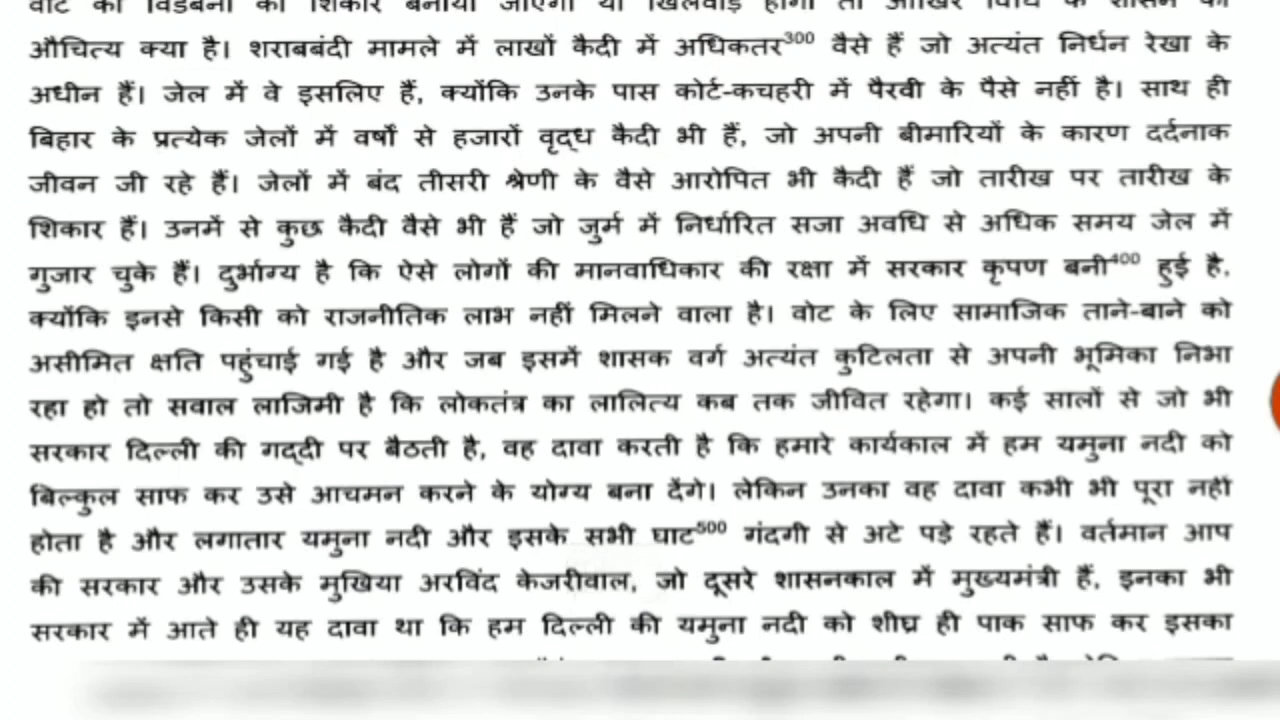 औचित्य क्या है। शराबबंदी मामले में लाखों कैदी में अधिकतर300 वैसे हैं जो अत्यंत निर्धन रेखा के
अधीन हैं। जेल में वे इसलिए हैं, क्योंकि उनके पास कोर्ट-कचहरी में पैरवी के पैसे नहीं है। साथ ही
बिहार के प्रत्येक जेलों में वर्षों से हजारों वृद्ध कैदी भी हैं, जो अपनी बीमारियों के कारण दर्दनाक
जीवन जी रहे हैं। जेलों में बंद तीसरी श्रेणी के वैसे आरोपित भी कैदी हैं जो तारीख पर तारीख के
शिकार हैं। उनमें से कुछ कैदी वैसे भी हैं जो जुर्म में निर्धारित सजा अवधि से अधिक समय जेल में
गुजार चुके हैं। दुर्भाग्य है कि ऐसे लोगों की मानवाधिकार की रक्षा में सरकार कृपण बनी400 हुई है,
क्योंकि इनसे किसी को राजनीतिक लाभ नहीं मिलने वाला है। वोट के लिए सामाजिक ताने-बाने को
असीमित क्षति पहुंचाई गई है और जब इसमें शासक वर्ग अत्यंत कुटिलता से अपनी भूमिका निभा
रहा हो तो सवाल लाजिमी है कि लोकतंत्र का लालित्य कब तक जीवित रहेगा। कई सालों से जो भी
सरकार दिल्ली की गद्दी पर बैठती है, वह दावा करती है कि हमारे कार्यकाल में हम यमुना नदी को
बिल्कुल साफ कर उसे आचमन करने के योग्य बना देंगे। लेकिन उनका वह दावा कभी भी पूरा नहीं
होता है और लगातार यमुना नदी और इसके सभी घाट500 गंदगी से अटे पड़े रहते हैं। वर्तमान आप
की सरकार और उसके मुखिया अरविंद केजरीवाल, जो दूसरे शासनकाल में मुख्यमंत्री हैं, इनका भी
सरकार में आते ही यह दावा था कि हम दिल्ली की यमुना नदी को शीघ्र ही पाक साफ कर इसका